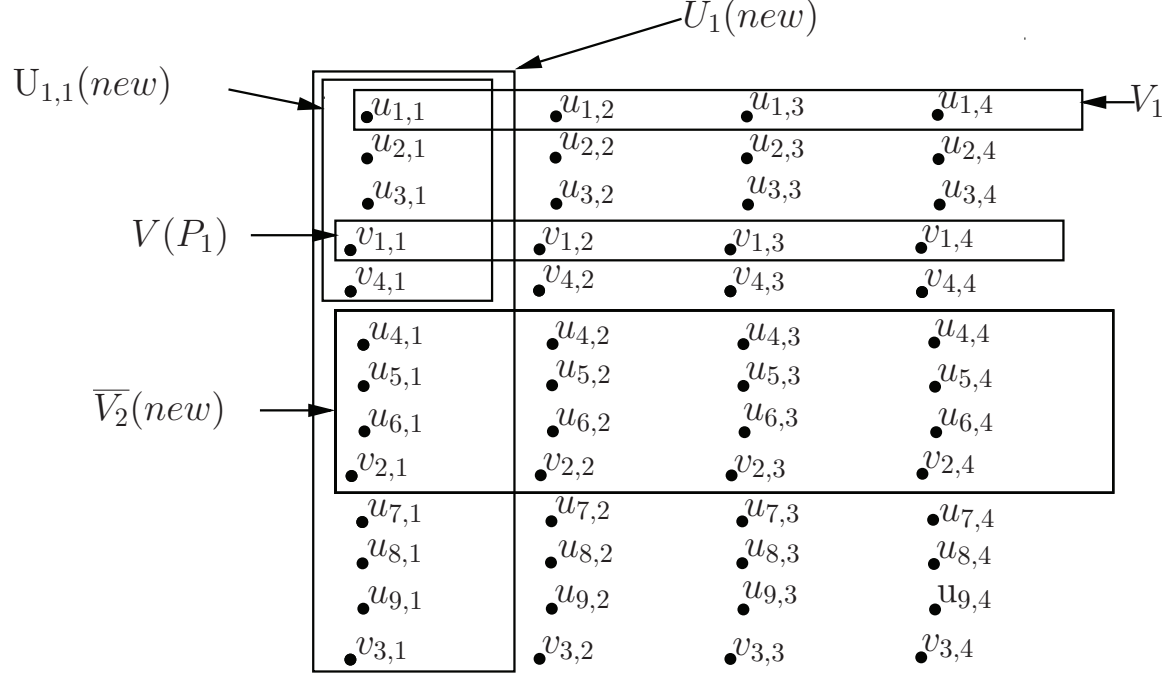 U_1(new)
U_{1,1}(new)
u_{1,1} u_{1,2} u_{1,3} u_{1,4} V_1
u_{2,1} u_{2,2} u_{2,3} u_{2,4}
u_{3,1} u_{3,2} u_{3,3} u_{3,4}
V(P_1) v_{1,1} v_{1,2} v_{1,3} v_{1,4}
v_{4,1} v_{4,2} v_{4,3} v_{4,4}
u_{4,1} u_{4,2} u_{4,3} u_{4,4}
u_{5,1} u_{5,2} u_{5,3} u_{5,4}
\overline{V_2}(new) u_{6,1} u_{6,2} u_{6,3} u_{6,4}
v_{2,1} v_{2,2} v_{2,3} v_{2,4}
u_{7,1} u_{7,2} u_{7,3} u_{7,4}
u_{8,1} u_{8,2} u_{8,3} u_{8,4}
u_{9,1} u_{9,2} u_{9,3} u_{9,4}
v_{3,1} v_{3,2} v_{3,3} v_{3,4}